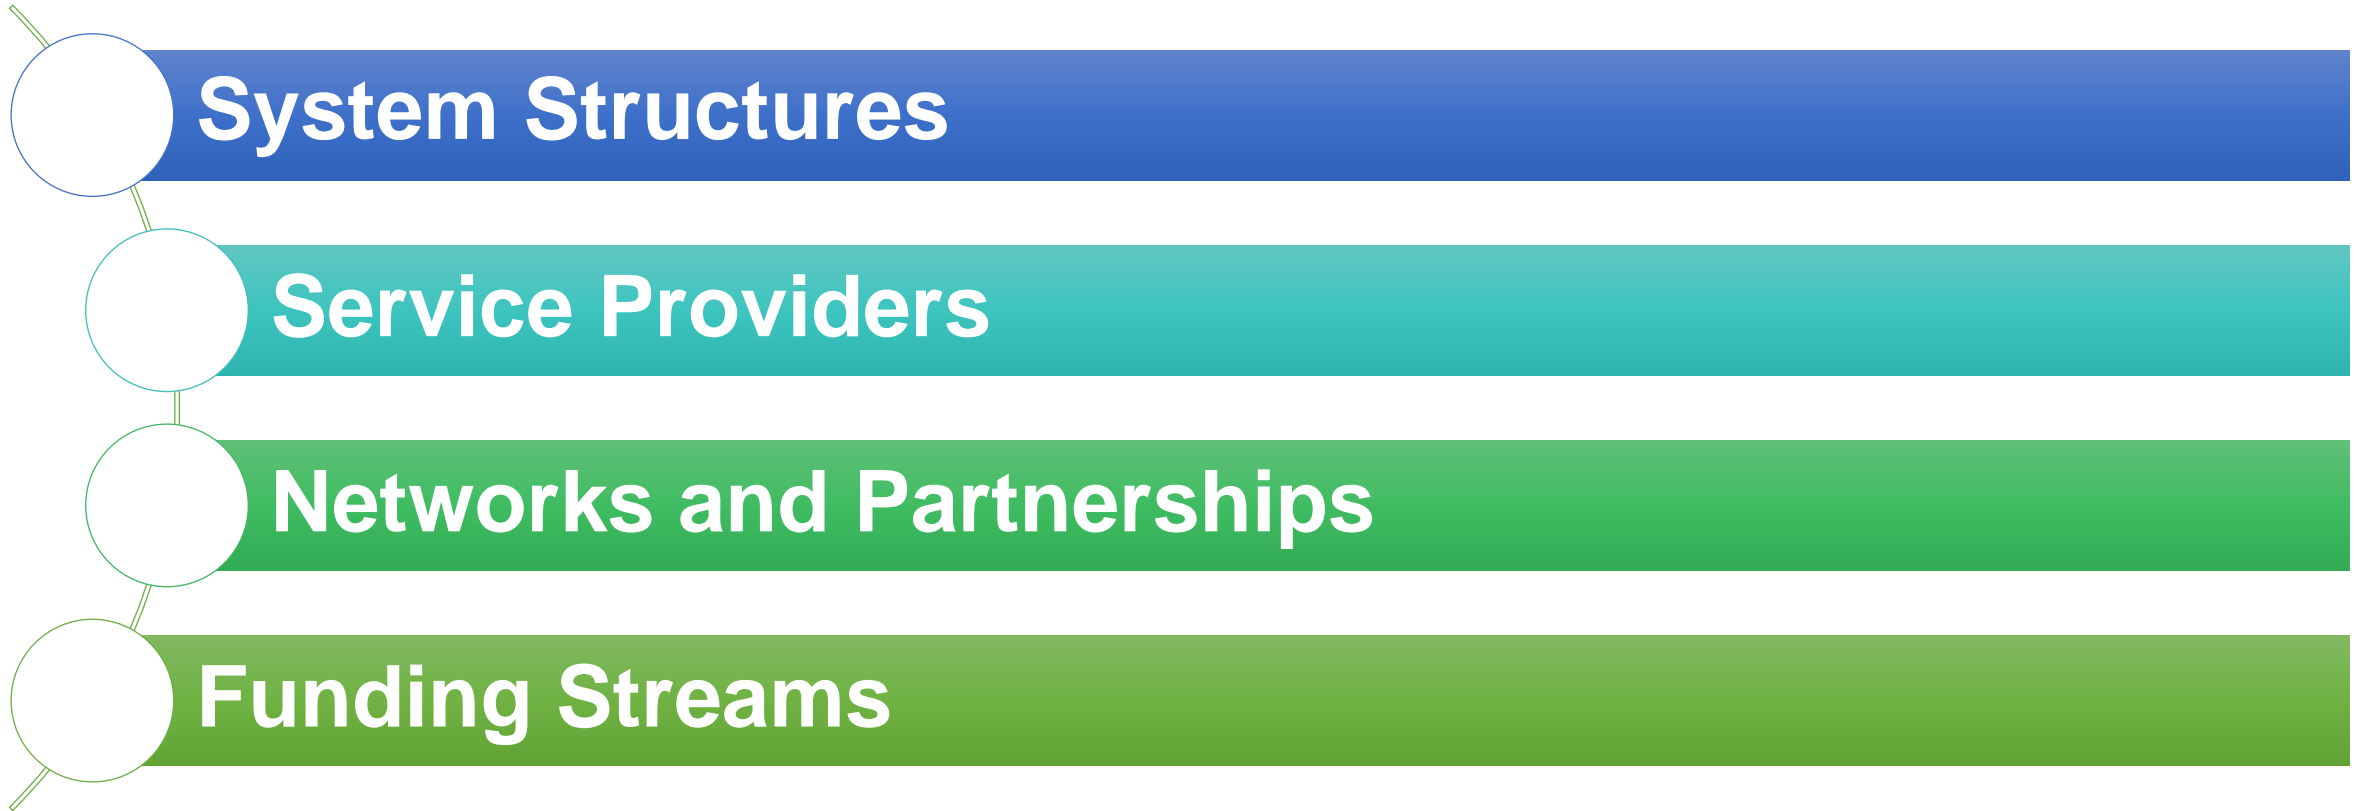 System Structures
Service Providers
Networks and Partnerships
Funding Streams